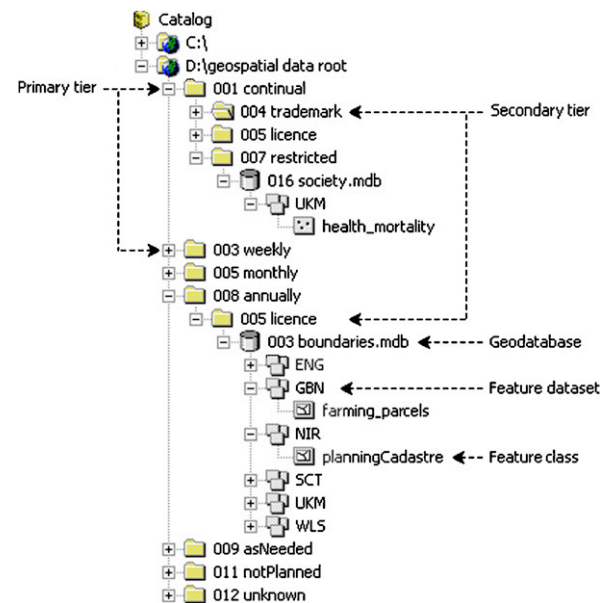 Catalog
C:\
D:\geospatial data root
Primary tier 001 continual
004 trademark Secondary tier
005 licence
007 restricted
016 society.mdb
UKM
health_mortality
003 weekly
005 monthly
008 annually
005 licence
003 boundaries.mdb Geodatabase
ENG
GBN Feature dataset
farming_parcels
NIR
planningCadastre Feature class
SCT
UKM
WLS
009 asNeeded
011 notPlanned
012 unknown